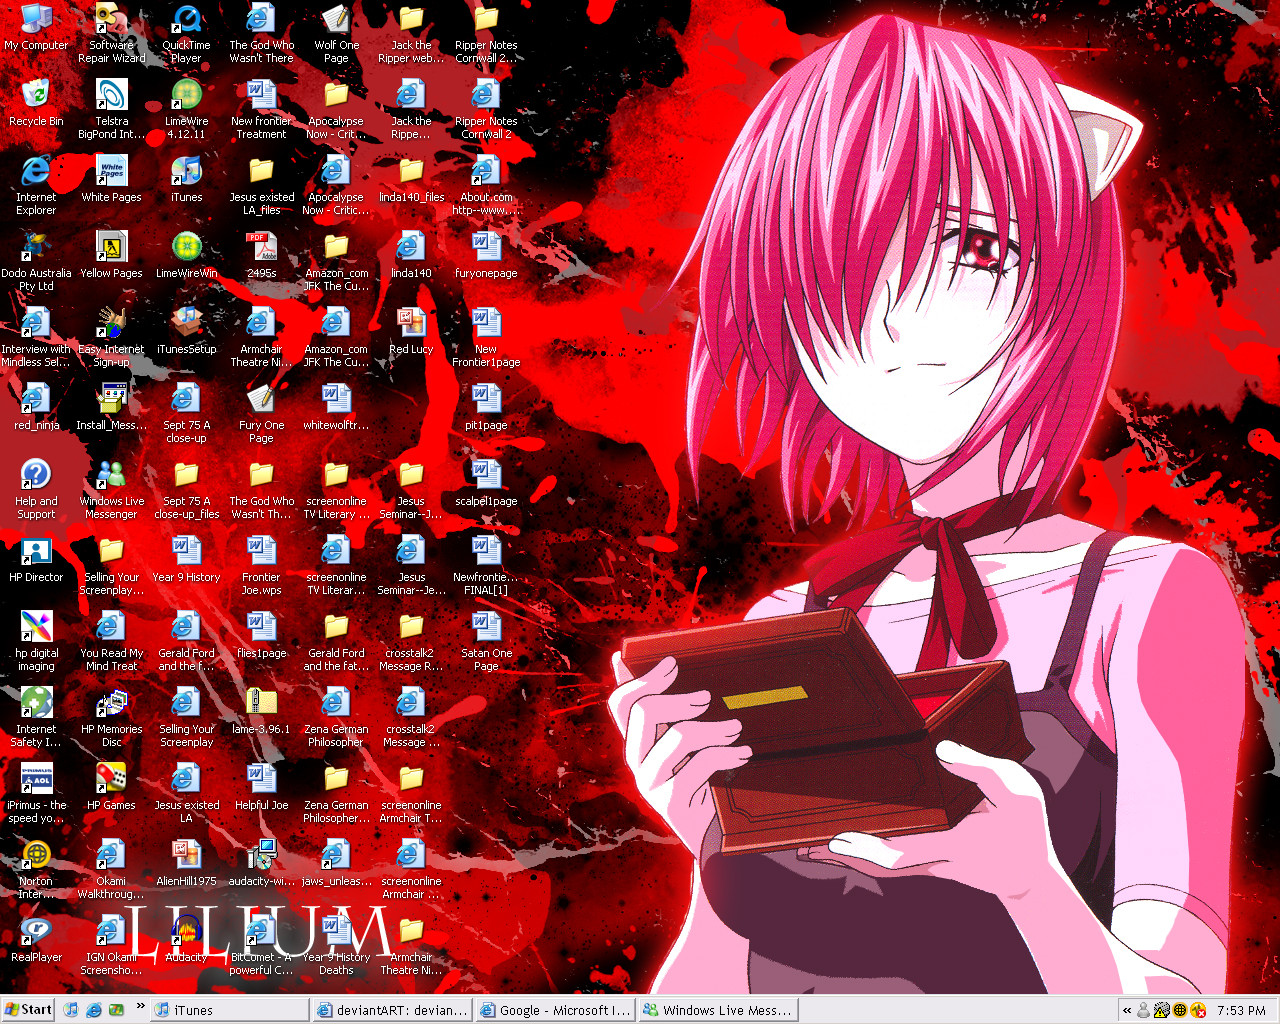 My Computer
Software
Repair Wizard
QuickTime
Player
The God Who
Wasn't There
Wolf One
Page
Jack the
Ripper web...
Ripper Notes
Cornwall 2...
Recycle Bin
Telstra
BigPond Int...
LimeWire
4.12.11
New frontier
Treatment
Apocalypse
Now - Crit...
Jack the
Rippe...
Ripper Notes
Cornwall 2
Internet
Explorer
White Pages
White Pages
iTunes
Jesus existed
LA_files
Apocalypse
Now - Critic...
linda140_files
About.com
http--www....
Dodo Australia
Pty Ltd
Yellow Pages
LimeWireWin
PDF
Adobe
2495s
Amazon_com
JFK The Cu...
linda140
furyonepage
Interview with
Mindless Sel...
Easy Internet
Sign-up
iTunesSetup
Armchair
Theatre Ni...
Amazon_com
JFK The Cu...
Red Lucy
New
Frontier1page
red_ninja
Install_Mess...
Sept 75 A
close-up
Fury One
Page
whitewolftr...
pit1page
Help and
Support
Windows Live
Messenger
Sept 75 A
close-up_files
The God Who
Wasn't Th...
screenonline
TV Literary ...
Jesus
Seminar--J...
scalpel1page
HP Director
Selling Your
Screenplay...
Year 9 History
Frontier
Joe.wps
screenonline
TV Literar...
Jesus
Seminar--Je...
Newfrontie...
FINAL[1]
hp digital
imaging
You Read My
Mind Treat
Gerald Ford
and the f...
flies1page
Gerald Ford
and the fat...
crosstalk2
Message R...
Satan One
Page
Internet
Safety I...
HP Memories
Disc
Selling Your
Screenplay
lame-3.96.1
Zena German
Philosopher
crosstalk2
Message ...
PRIMUS
AOL
iPrimus - the
speed yo...
HP Games
Jesus existed
LA
Helpful Joe
Zena German
Philosopher...
screenonline
Armchair T...
Norton
Inter...
Okami
Walkthroug...
AlienHill1975
audacity-wi...
jaws_unleas...
screenonline
Armchair ...
LILIUM
RealPlayer
IGN Okami
Screensho...
Audacity
BitComet - A
powerful C...
Year 9 History
Deaths
Armchair
Theatre Ni...
Start
iTunes
deviantART: devian...
Google - Microsoft I...
Windows Live Mess...
7:53 PM